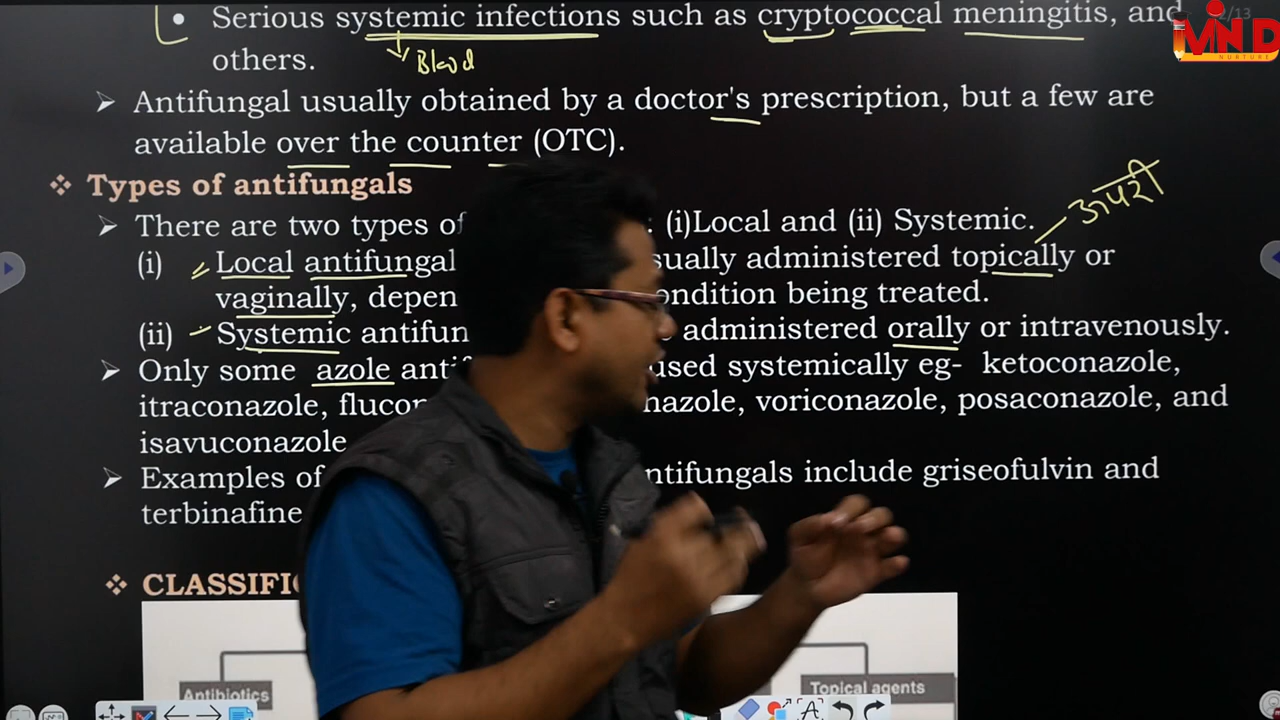 • Serious systemic infections such as cryptococcal meningitis, and
MIND
NURTURE
/13
others.
Blood
➢ Antifungal usually obtained by a doctor's prescription, but a few are
available over the counter (OTC).
❖ Types of antifungals
➢ There are two types of : (i)Local and (ii) Systemic.
(i) Local antifungal sually administered topically or
vaginally, depen ondition being treated.
(ii) Systemic antifun administered orally or intravenously.
➢ Only some azole anti used systemically eg- ketoconazole,
itraconazole, flucon nazole, voriconazole, posaconazole, and
isavuconazole
➢ Examples of ntifungals include griseofulvin and
terbinafine
❖ CLASSIFI
Antibiotics Topical agents